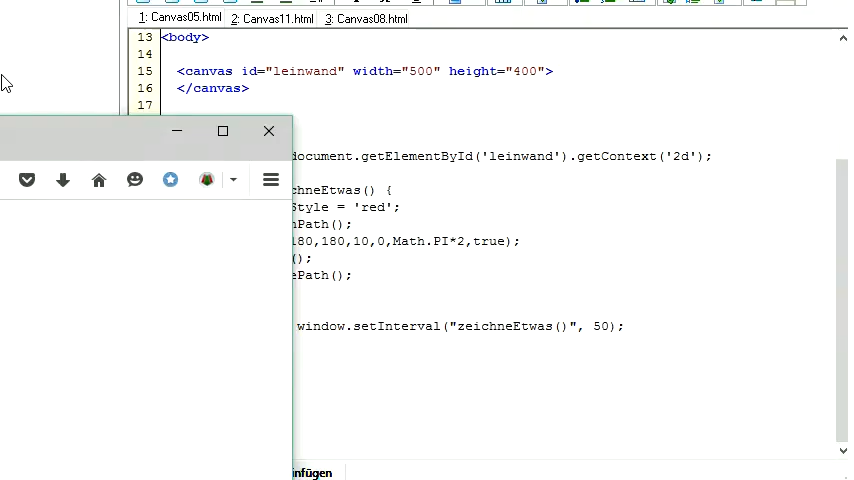 1: Canvas05.html 2: Canvas11.html 3: Canvas08.html
13 <body>
14
15 <canvas id="leinwand" width="500" height="400">
16 </canvas>
17
document.getElementById('leinwand').getContext('2d');
chneEtwas() {
Style = 'red';
nPath();
180,180,10,0,Math.PI*2,true);
();
ePath();
window.setInterval("zeichneEtwas()", 50);
infügen